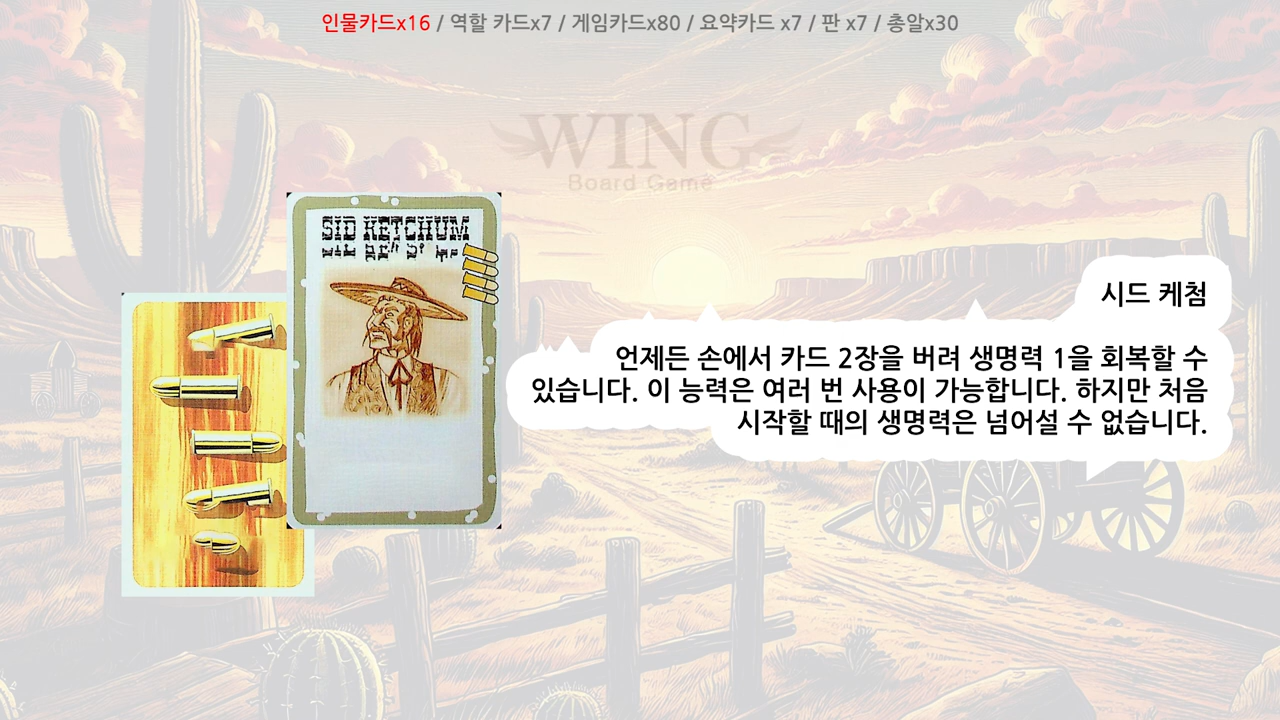 인물카드x16 / 역할 카드x7 / 게임카드x80 / 요약카드 x7 / 판 x7 / 총알x30
WING
Board Game
SID KETCHUM
시드 케첨
언제든 손에서 카드 2장을 버려 생명력 1을 회복할 수
있습니다. 이 능력은 여러 번 사용이 가능합니다. 하지만 처음
시작할 때의 생명력은 넘어설 수 없습니다.